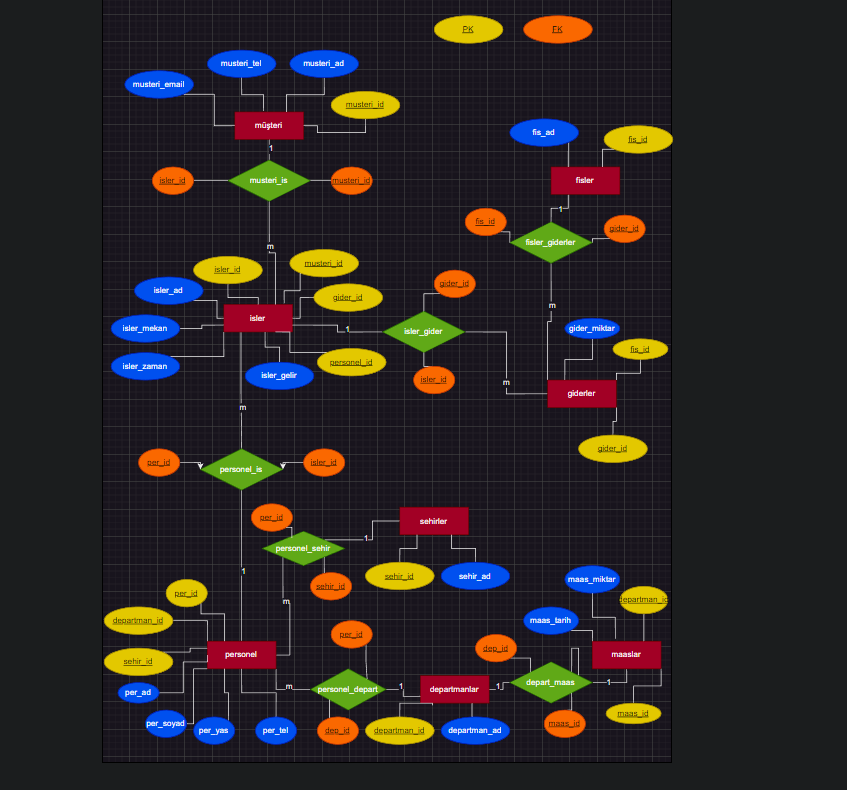 PK
FK
musteri_tel
musteri_ad
musteri_email
musteri_id
müşteri
fis_ad
fis_id
1
isler_id
musteri_is
musteri_id
fisler
1
fis_id
gider_id
fisler_giderler
m
isler_id
musteri_id
isler_ad
gider_id
gider_id
m
isler
isler_mekan
1
isler_gider
gider_miktar
fis_id
isler_zaman
personel_id
isler_gelir
isler_id
m
giderler
m
gider_id
per_id
personel_is
isler_id
per_id
sehirler
1
personel_sehir
1
sehir_id
sehir_id
sehir_ad
maas_miktar
per_id
m
departman_id
departman_id
maas_tarih
per_id
dep_id
sehir_id
personel
maaslar
per_ad
m
personel_depart
1
departmanlar
1
depart_maas
1
maas_id
per_soyad
per_yas
per_tel
dep_id
departman_id
departman_ad
maas_id